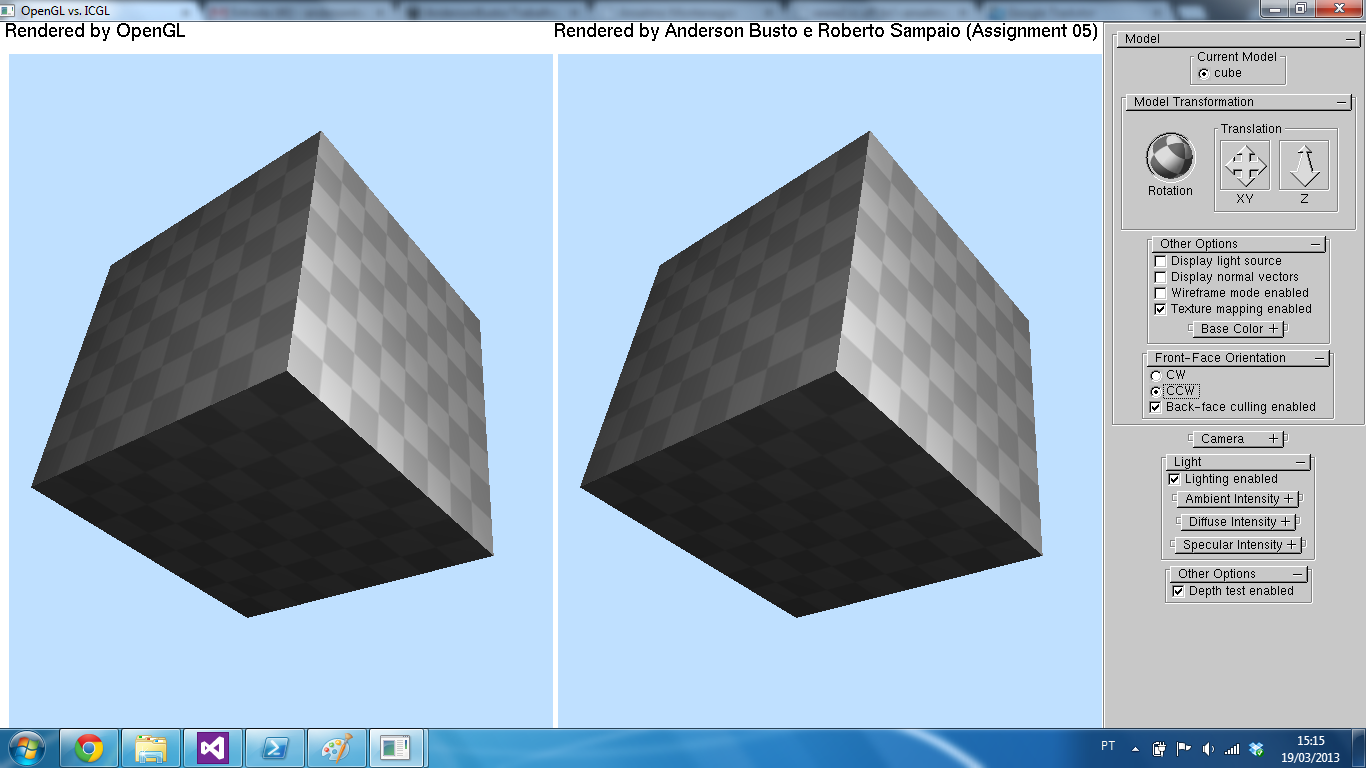 OpenGL vs. ICGL
Rendered by OpenGL
Rendered by Anderson Busto e Roberto Sampaio (Assignment 05)
Model
Current Model
cube
Model Transformation
Translation
Rotation
XY
Z
Other Options
Display light source
Display normal vectors
Wireframe mode enabled
Texture mapping enabled
Base Color
Front-Face Orientation
CW
CCW
Back-face culling enabled
Camera
Light
Lighting enabled
Ambient Intensity
Diffuse Intensity
Specular Intensity
Other Options
Depth test enabled
PT
15:15
19/03/2013